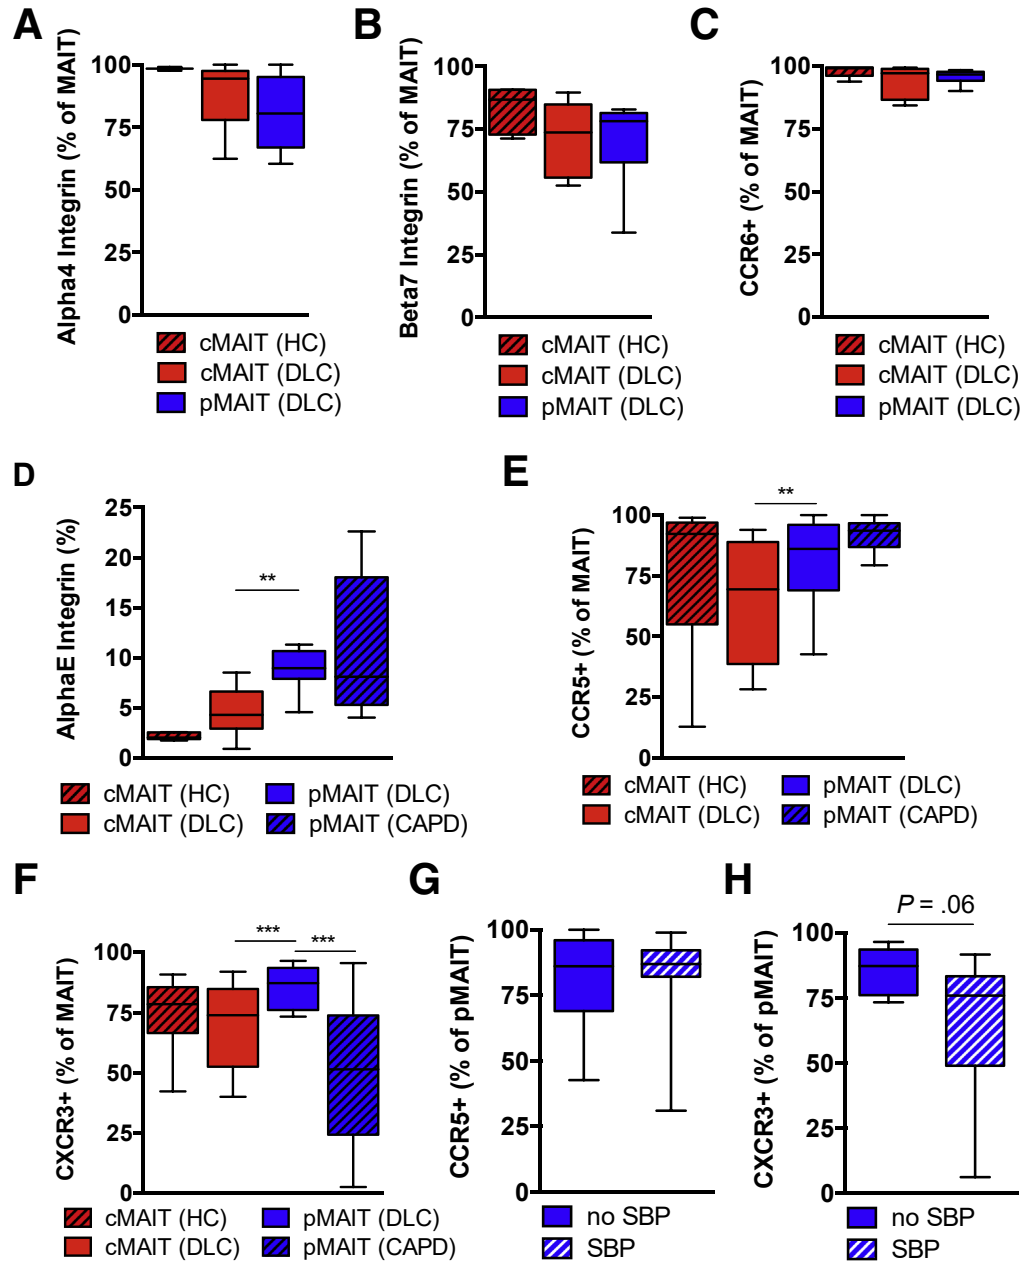 A
Alpha4 Integrin (% of MAIT)
100
75
50
25
0
cMAIT (HC)
cMAIT (DLC)
pMAIT (DLC)
B
Beta7 Integrin (% of MAIT)
100
75
50
25
0
cMAIT (HC)
cMAIT (DLC)
pMAIT (DLC)
C
CCR6+ (% of MAIT)
100
75
50
25
0
cMAIT (HC)
cMAIT (DLC)
pMAIT (DLC)
D
AlphaE Integrin (%)
25
20
15
10
5
0
**
cMAIT (HC)
pMAIT (DLC)
cMAIT (DLC)
pMAIT (CAPD)
E
CCR5+ (% of MAIT)
100
75
50
25
0
**
cMAIT (HC)
pMAIT (DLC)
cMAIT (DLC)
pMAIT (CAPD)
F
CXCR3+ (% of MAIT)
100
75
50
25
0
***
***
cMAIT (HC)
pMAIT (DLC)
cMAIT (DLC)
pMAIT (CAPD)
G
CCR5+ (% of pMAIT)
100
75
50
25
0
no SBP
SBP
H
CXCR3+ (% of pMAIT)
100
75
50
25
0
P = .06
no SBP
SBP